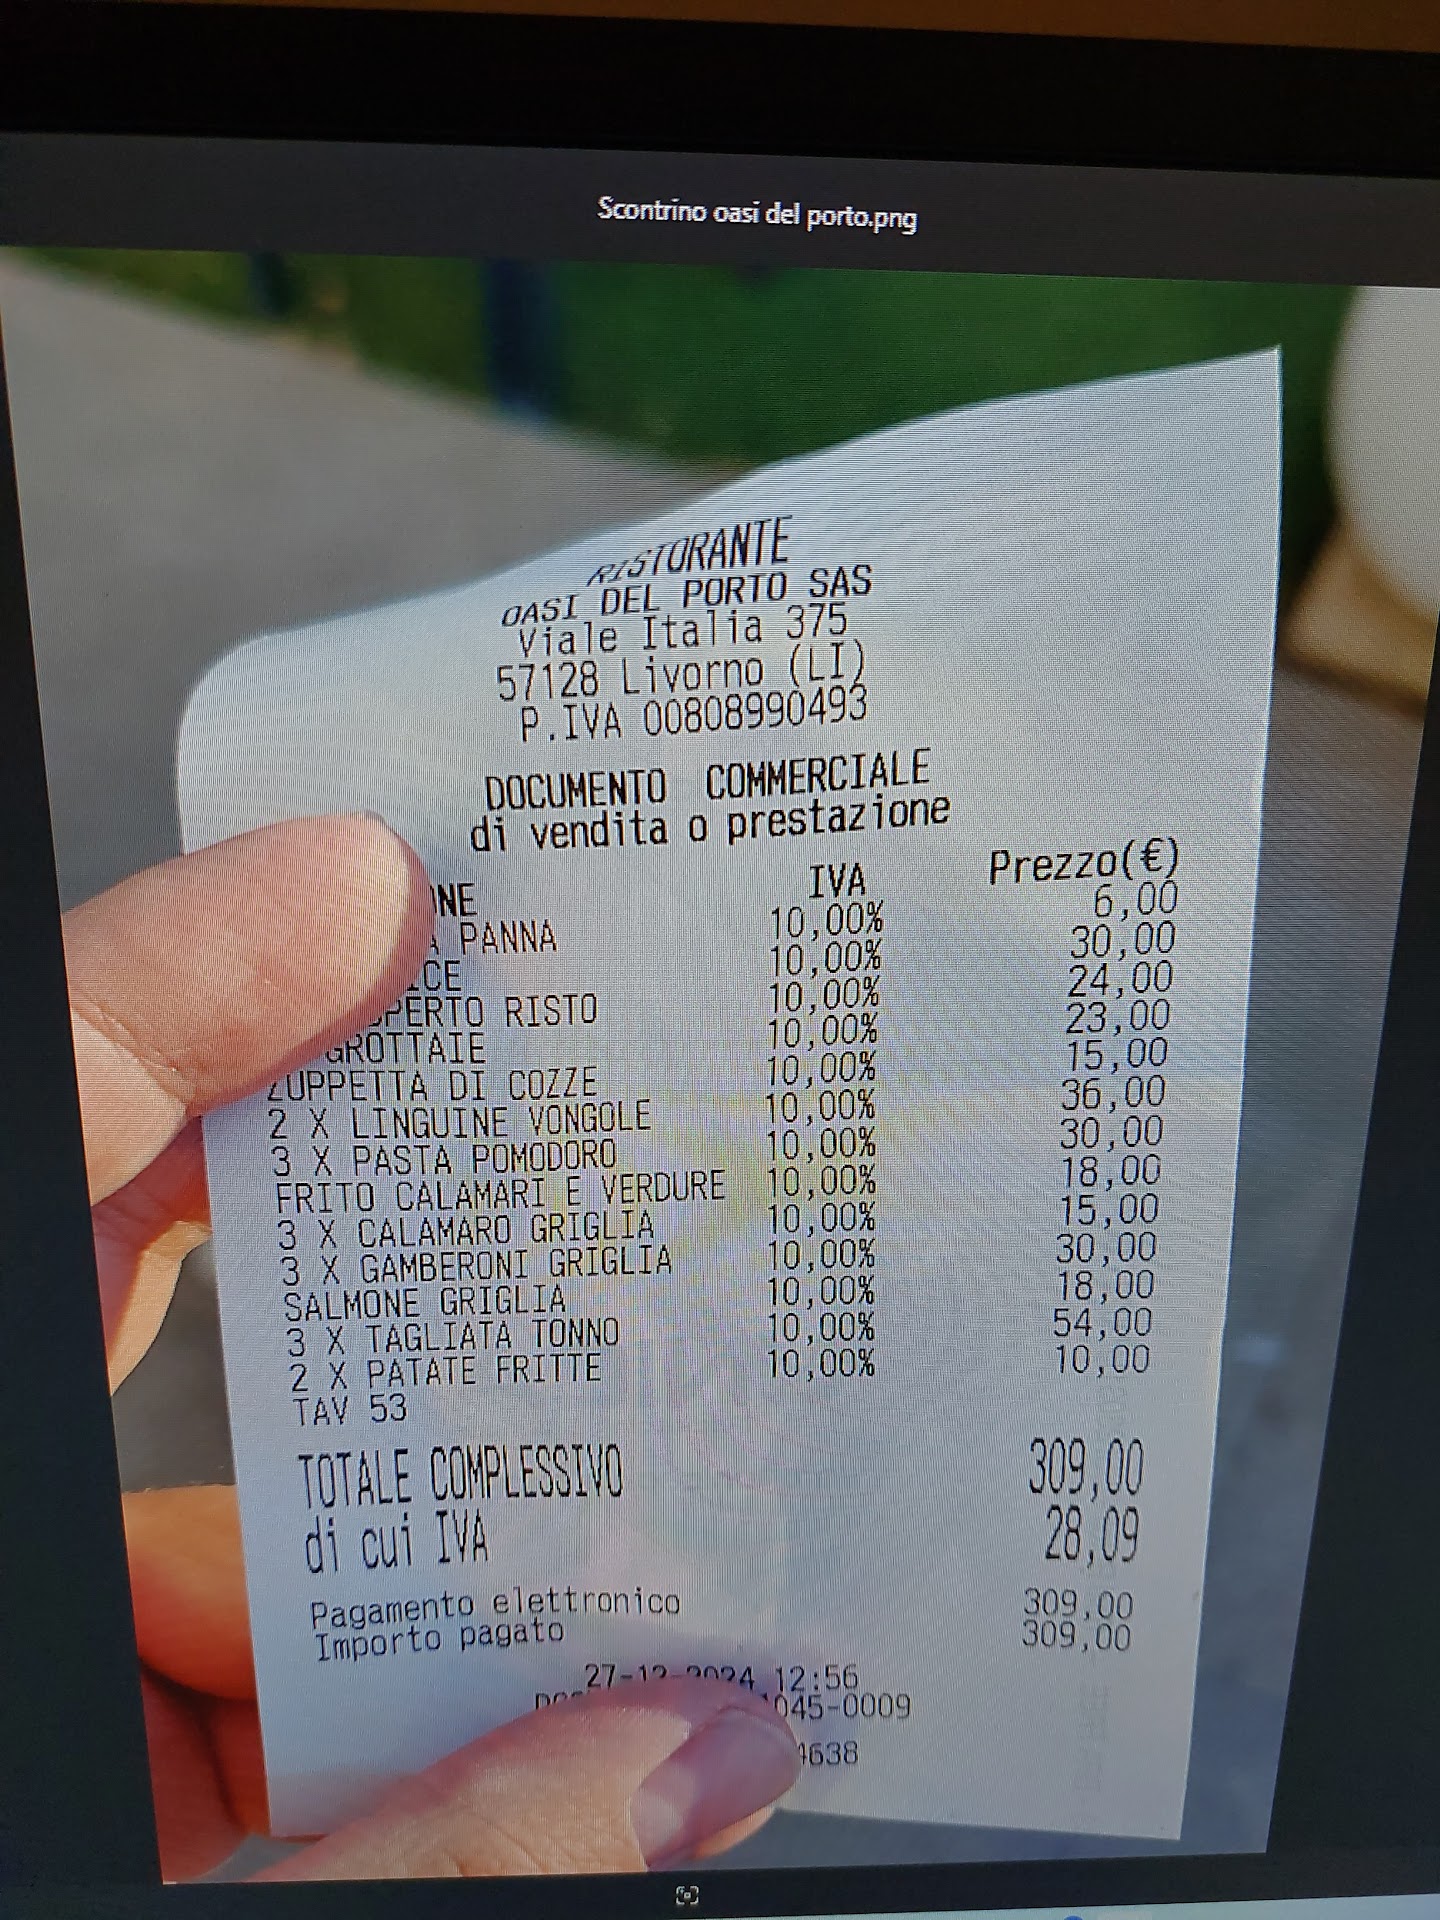 Scontrino oasi del porto.png
RISTORANTE
OASI DEL PORTO SAS
Viale Italia 375
57128 Livorno (LI)
P.IVA 00808990493
DOCUMENTO COMMERCIALE
di vendita o prestazione
IVA Prezzo(€)
PANNA 10,00% 6,00
10,00% 30,00
RISTO 10,00% 24,00
GROTTAIE 10,00% 23,00
ZUPPETTA DI COZZE 10,00% 15,00
2 X LINGUINE VONGOLE 10,00% 36,00
3 X PASTA POMODORO 10,00% 30,00
FRITO CALAMARI E VERDURE 10,00% 18,00
3 X CALAMARO GRIGLIA 10,00% 15,00
3 X GAMBERONI GRIGLIA 10,00% 30,00
SALMONE GRIGLIA 10,00% 18,00
3 X TAGLIATA TONNO 10,00% 54,00
2 X PATATE FRITTE 10,00% 10,00
TAV 53
TOTALE COMPLESSIVO 309,00
di cui IVA 28,09
Pagamento elettronico 309,00
Importo pagato 309,00
27-12-2024 12:56
045-0009
4638